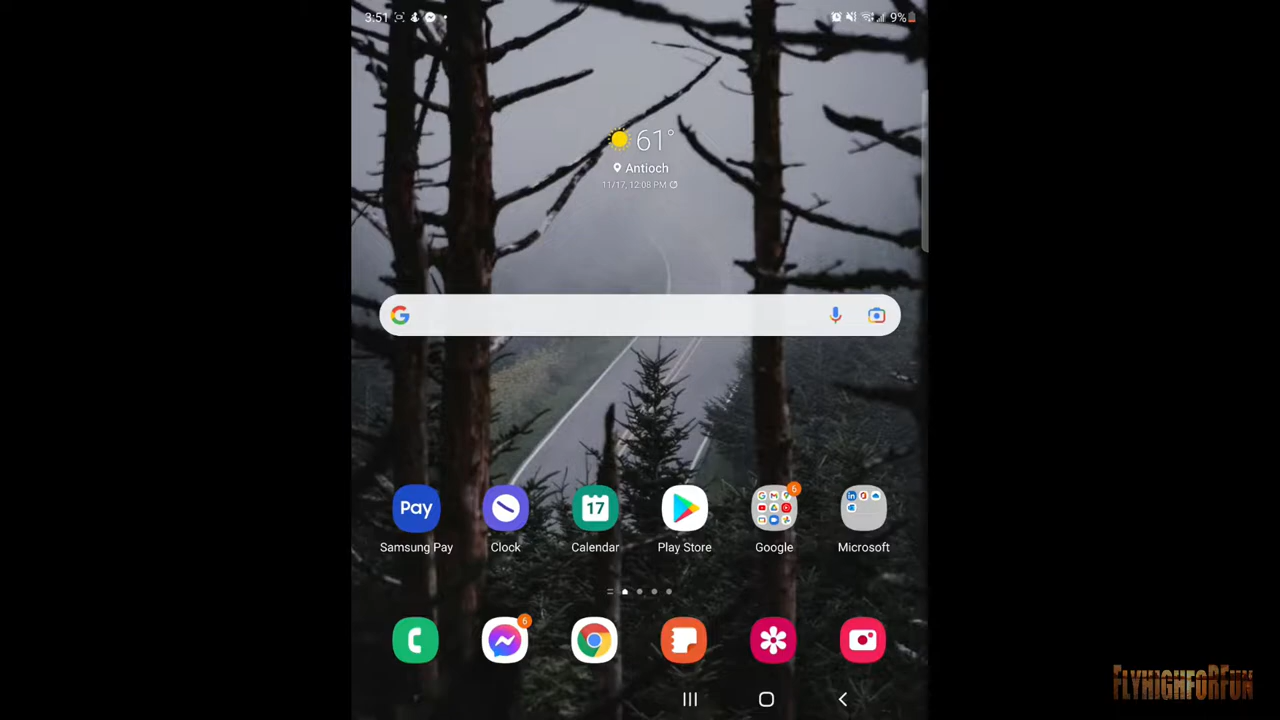 3:51
9%
61°
Antioch
11/17, 12:08 PM
Pay
17
6
Samsung Pay
Clock
Calendar
Play Store
Google
Microsoft
6
FLYHIGHFORFUN